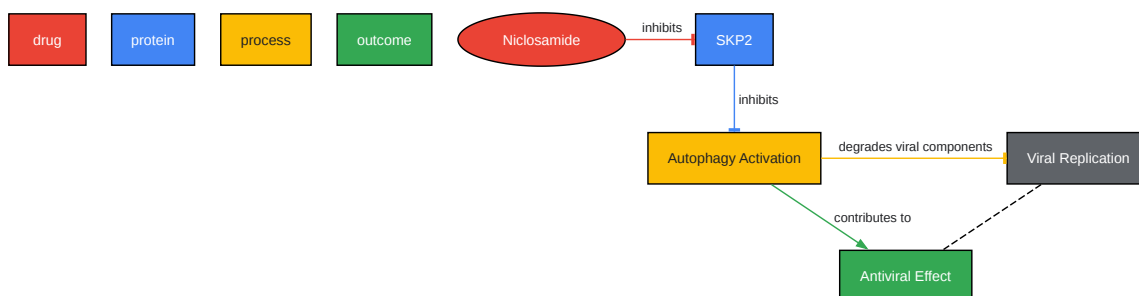 drug
protein
process
outcome
Niclosamide
inhibits
SKP2
inhibits
Autophagy Activation
degrades viral components
Viral Replication
contributes to
Antiviral Effect